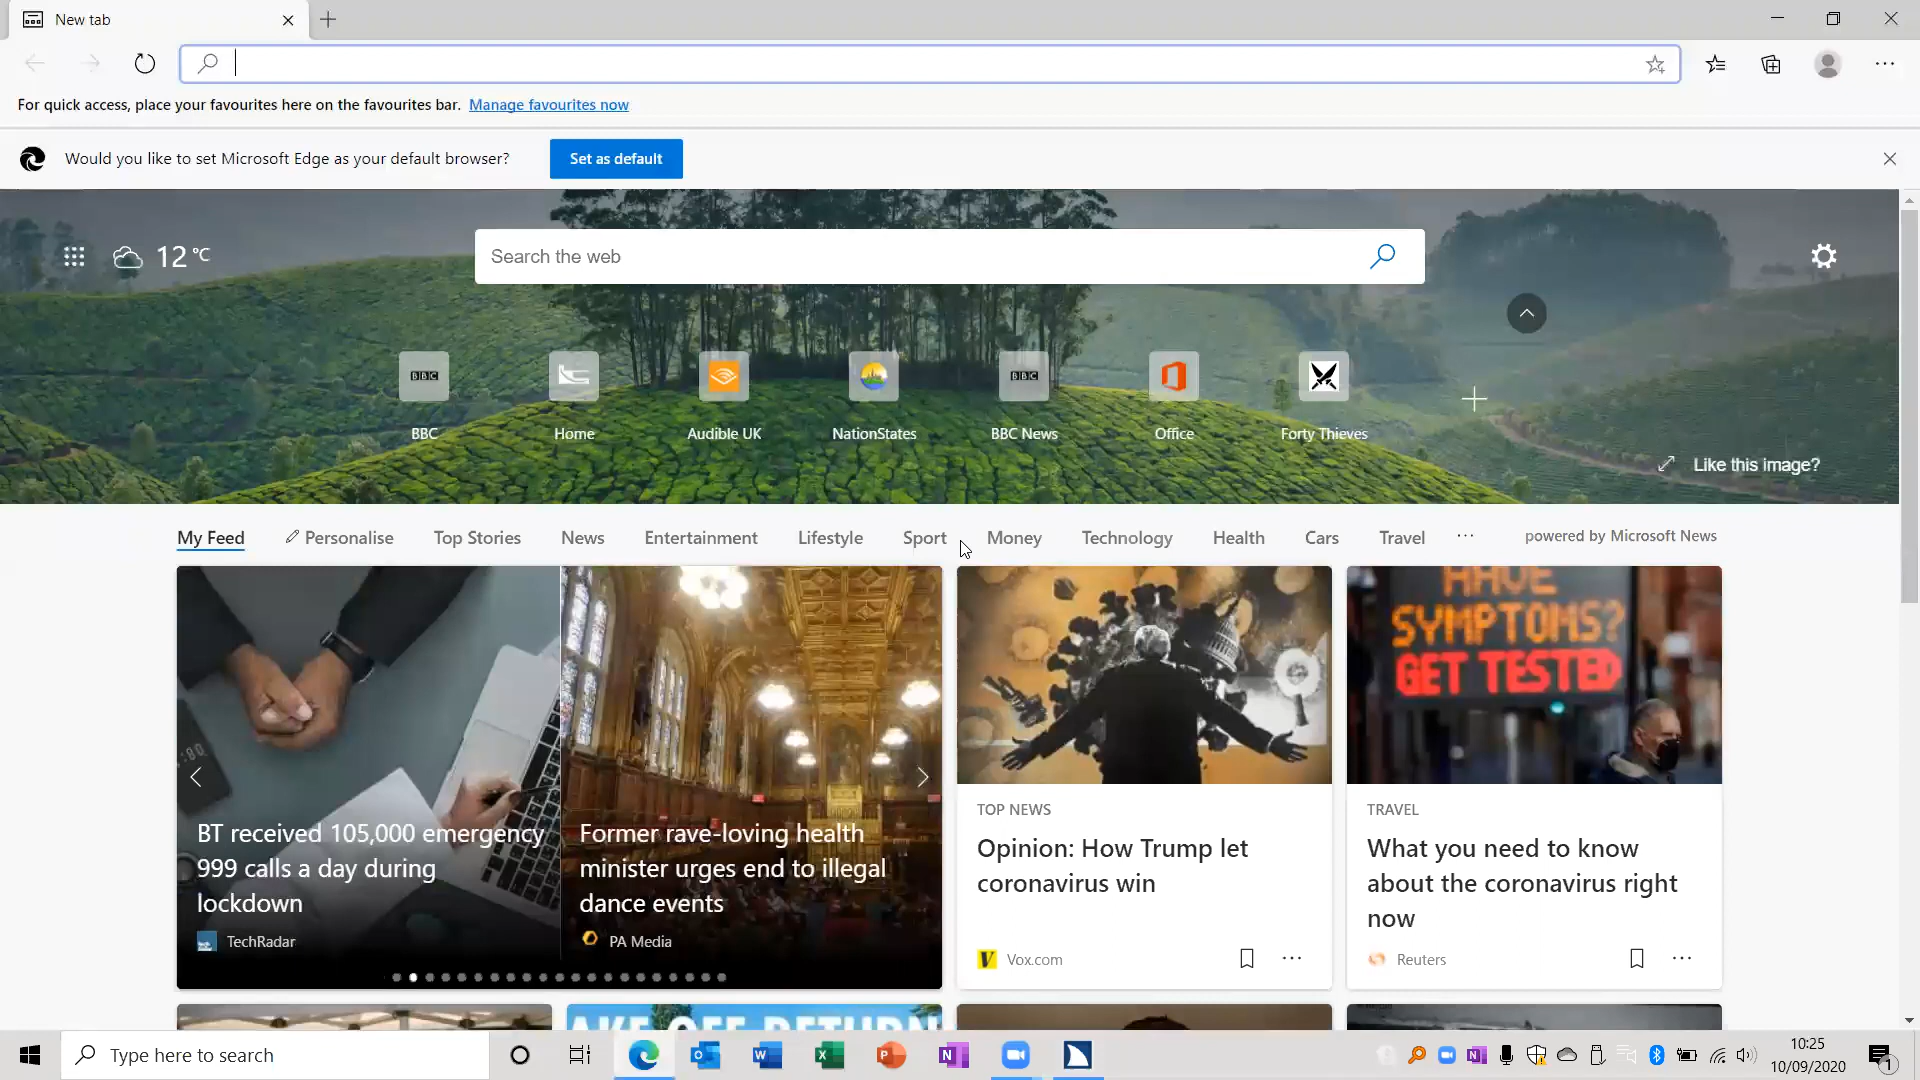 New tab
For quick access, place your favourites here on the favourites bar. Manage favourites now
Would you like to set Microsoft Edge as your default browser? Set as default
12 °C
Search the web
BBC BBC
BBC Home Audible UK NationStates BBC News Office Forty Thieves
Like this image?
My Feed Personalise Top Stories News Entertainment Lifestyle Sport Money Technology Health Cars Travel ... powered by Microsoft News
HAVE
SYMPTOMS?
GET TESTED
BT received 105,000 emergency
999 calls a day during
lockdown
TechRadar
Former rave-loving health
minister urges end to illegal
dance events
PA Media
TOP NEWS
Opinion: How Trump let
coronavirus win
V Vox.com
TRAVEL
What you need to know
about the coronavirus right
now
Reuters
TAKE OFF RETURN
Type here to search
10:25
10/09/2020
1